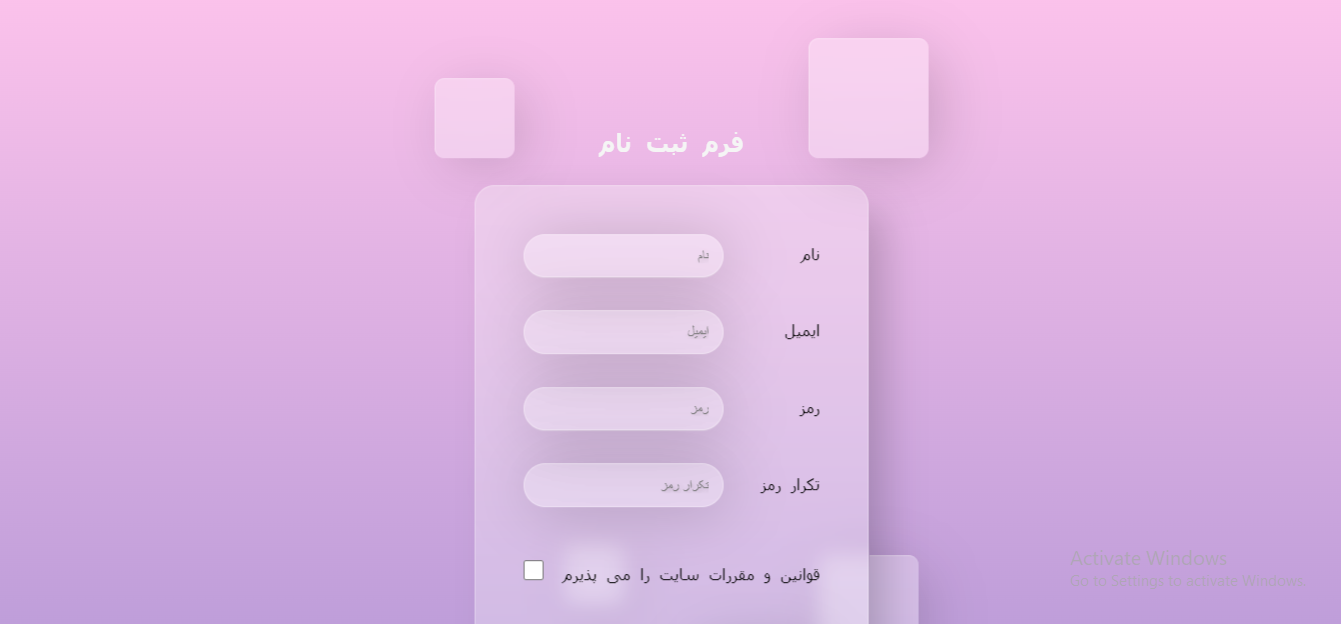 فرم ثبت نام
نام
نام
ایمیل
ایمیل
رمز
رمز
تکرار رمز
تکرار رمز
قوانین و مقررات سایت را می پذیرم
Activate Windows
Go to Settings to activate Windows.